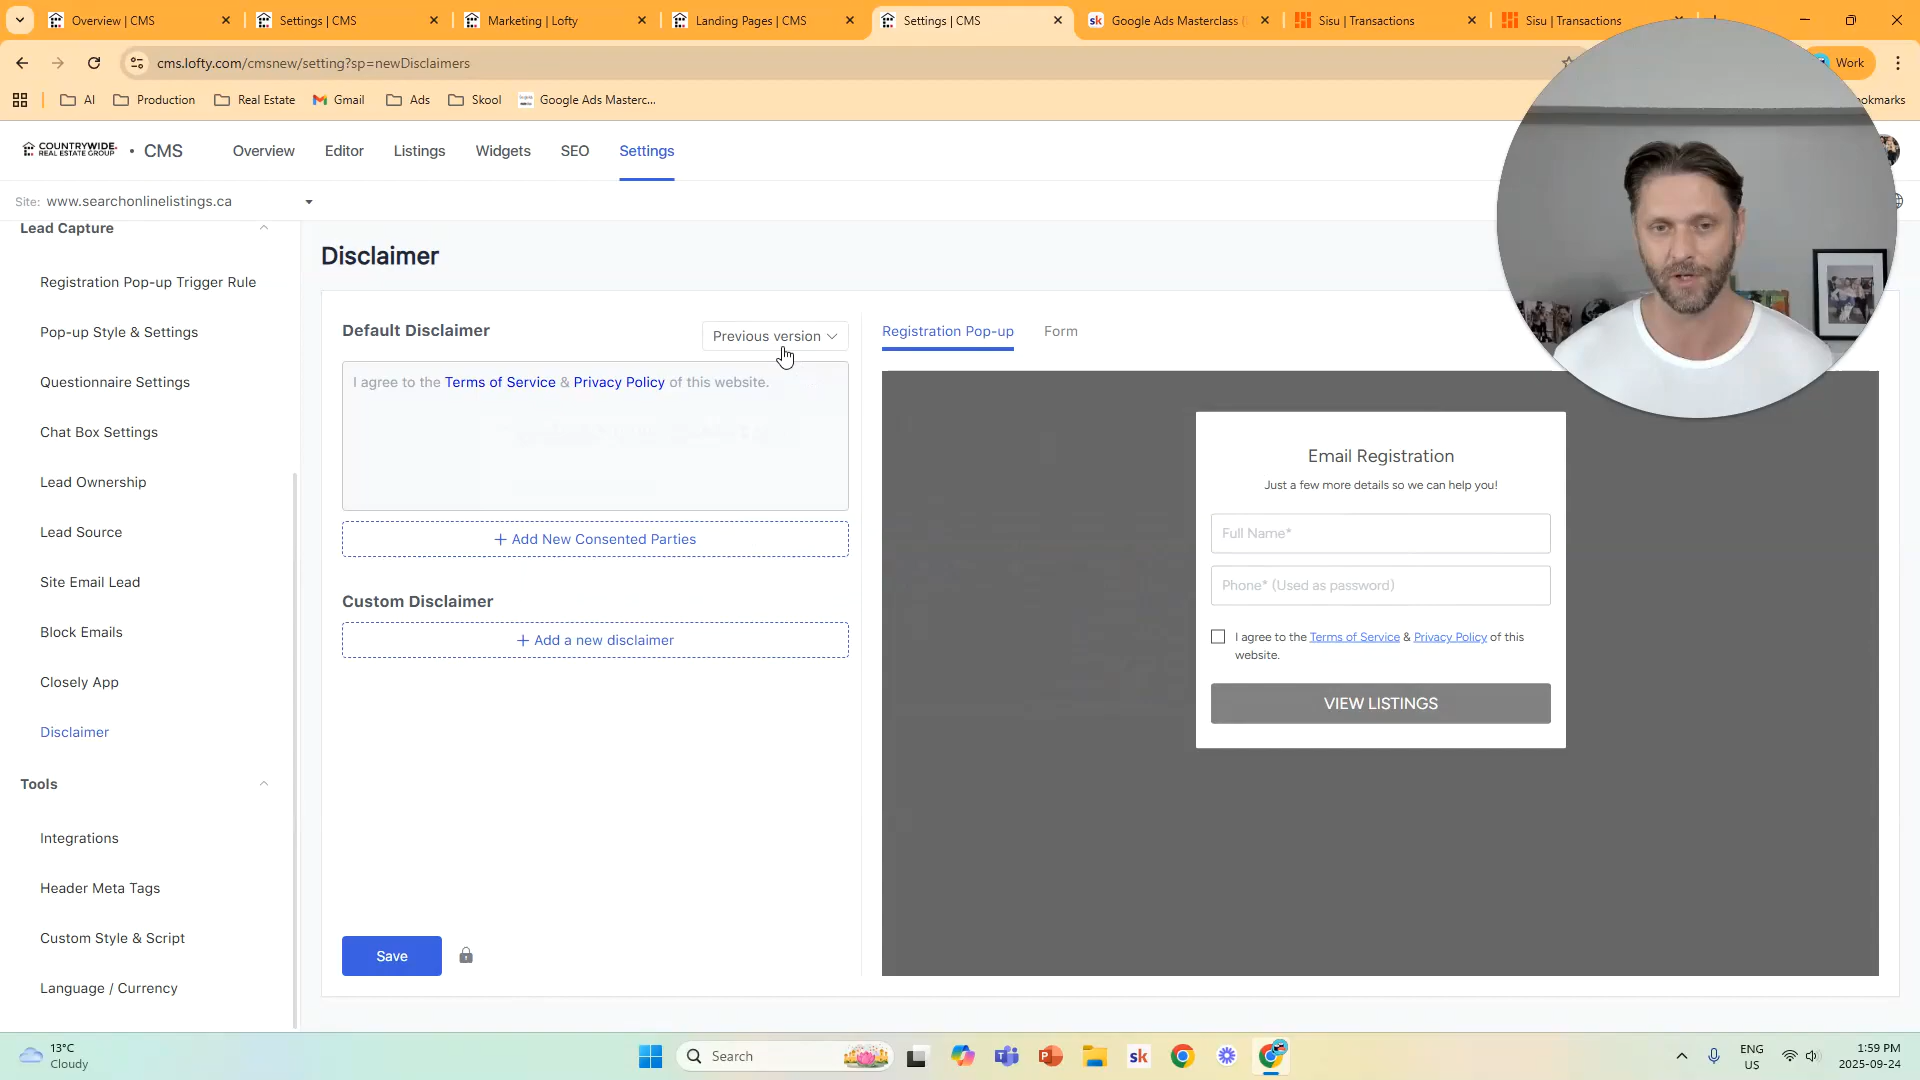 Overview | CMS
Settings | CMS
Marketing | Lofty
Landing Pages | CMS
Settings | CMS
Google Ads Masterclass
Sisu | Transactions
Sisu | Transactions
cms.lofty.com/cmsnew/setting?sp=newDisclaimers
Work
AI
Production
Real Estate
Gmail
Ads
Skool
Google Ads Masterc...
okmarks
COUNTRYWIDE
REAL ESTATE GROUP
• CMS
Overview
Editor
Listings
Widgets
SEO
Settings
Site: www.searchonlinelistings.ca
Lead Capture
Registration Pop-up Trigger Rule
Pop-up Style & Settings
Questionnaire Settings
Chat Box Settings
Lead Ownership
Lead Source
Site Email Lead
Block Emails
Closely App
Disclaimer
Tools
Integrations
Header Meta Tags
Custom Style & Script
Language / Currency
Disclaimer
Default Disclaimer
Previous version
I agree to the Terms of Service & Privacy Policy of this website.
+ Add New Consented Parties
Custom Disclaimer
+ Add a new disclaimer
Save
Registration Pop-up
Form
Email Registration
Just a few more details so we can help you!
Full Name*
Phone* (Used as password)
I agree to the Terms of Service & Privacy Policy of this
website.
VIEW LISTINGS
13°C
Cloudy
Search
sk
ENG
US
1:59 PM
2025-09-24